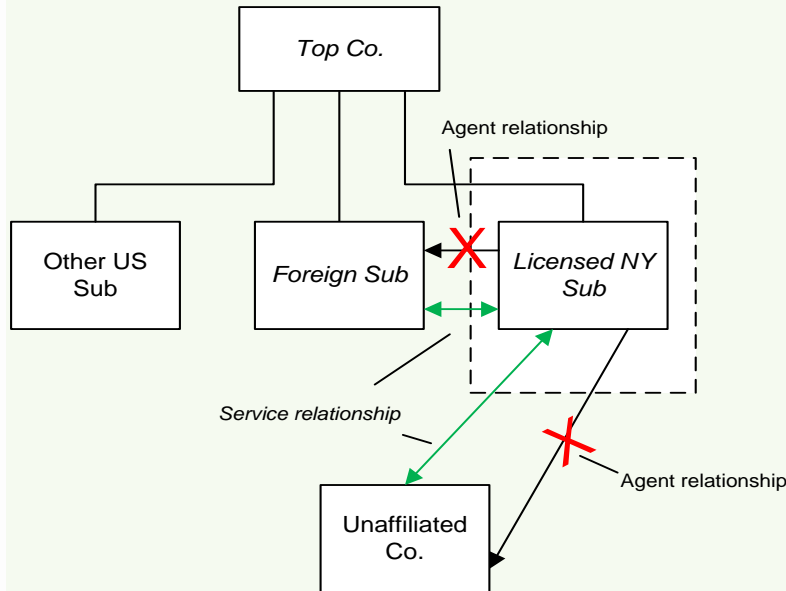 Top Co.
Agent relationship
Other US
Sub
Foreign Sub
Licensed NY
Sub
Service relationship
Agent relationship
Unaffiliated
Co.